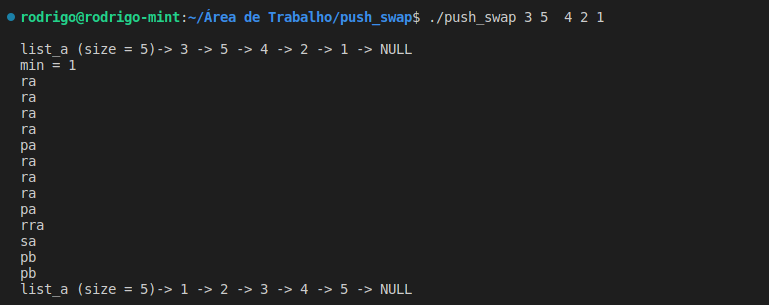 rodrigo@rodrigo-mint:~/Área de Trabalho/push_swap$ ./push_swap 3 5  4 2 1
list_a (size = 5)-> 3 -> 5 -> 4 -> 2 -> 1 -> NULL
min = 1
ra
ra
ra
ra
pa
ra
ra
ra
pa
rra
sa
pb
pb
list_a (size = 5)-> 1 -> 2 -> 3 -> 4 -> 5 -> NULL